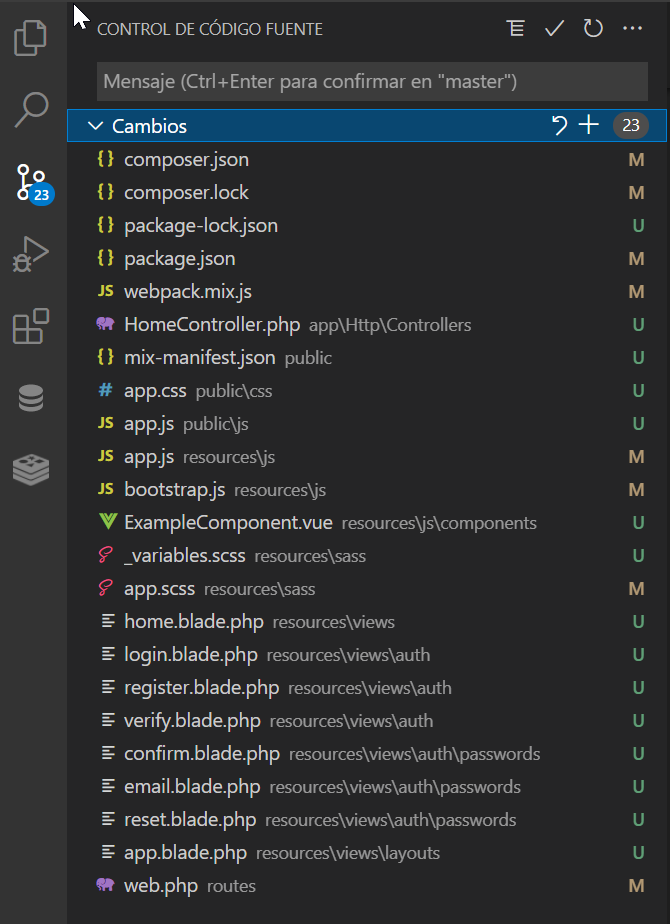 CONTROL DE CÓDIGO FUENTE
Mensaje (Ctrl+Enter para confirmar en "master")
Cambios 23
{} composer.json M
{} composer.lock M
23
{} package-lock.json U
{} package.json M
JS webpack.mix.js M
HomeController.php app\Http\Controllers U
{} mix-manifest.json public U
# app.css public\css U
JS app.js public\js U
JS app.js resources\js M
JS bootstrap.js resources\js M
ExampleComponent.vue resources\js\components U
_variables.scss resources\sass U
app.scss resources\sass M
home.blade.php resources\views U
login.blade.php resources\views\auth U
register.blade.php resources\views\auth U
verify.blade.php resources\views\auth U
confirm.blade.php resources\views\auth\passwords U
email.blade.php resources\views\auth\passwords U
reset.blade.php resources\views\auth\passwords U
app.blade.php resources\views\layouts U
web.php routes M